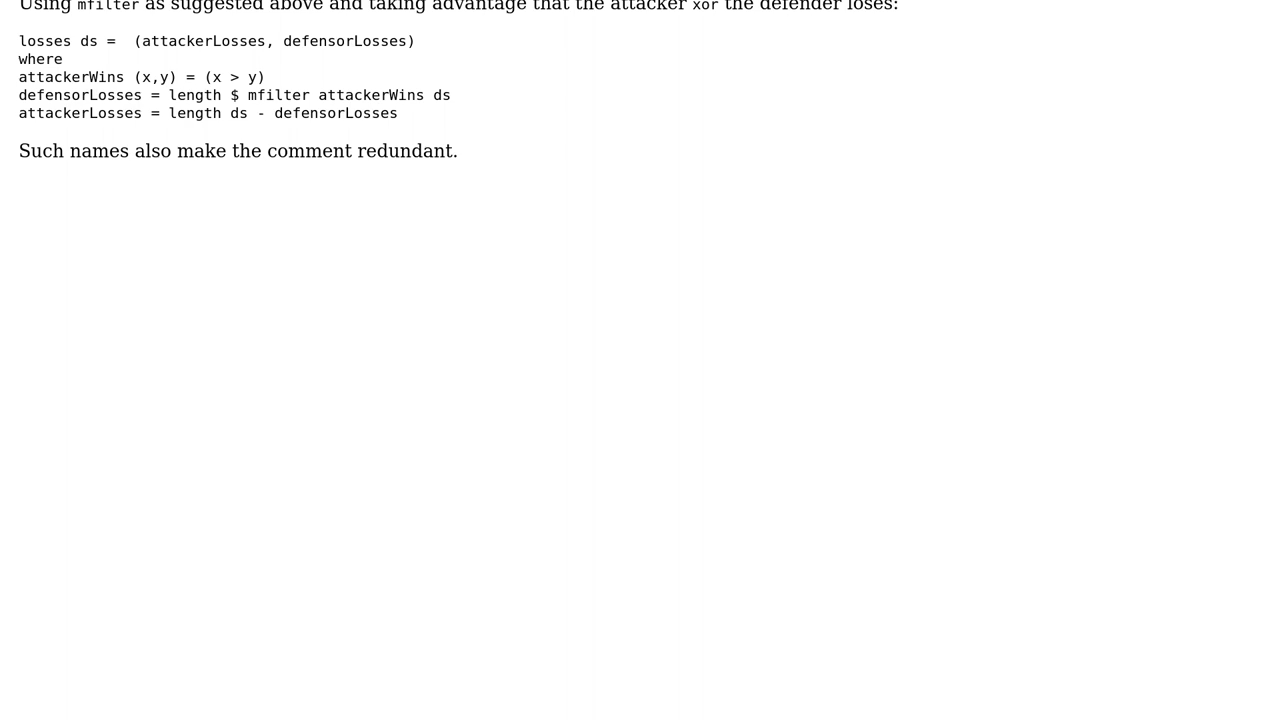 Using mfilter as suggested above and taking advantage that the attacker xor the defender loses:
losses ds =  (attackerLosses, defensorLosses)
where
attackerWins (x,y) = (x > y)
defensorLosses = length $ mfilter attackerWins ds
attackerLosses = length ds - defensorLosses
Such names also make the comment redundant.